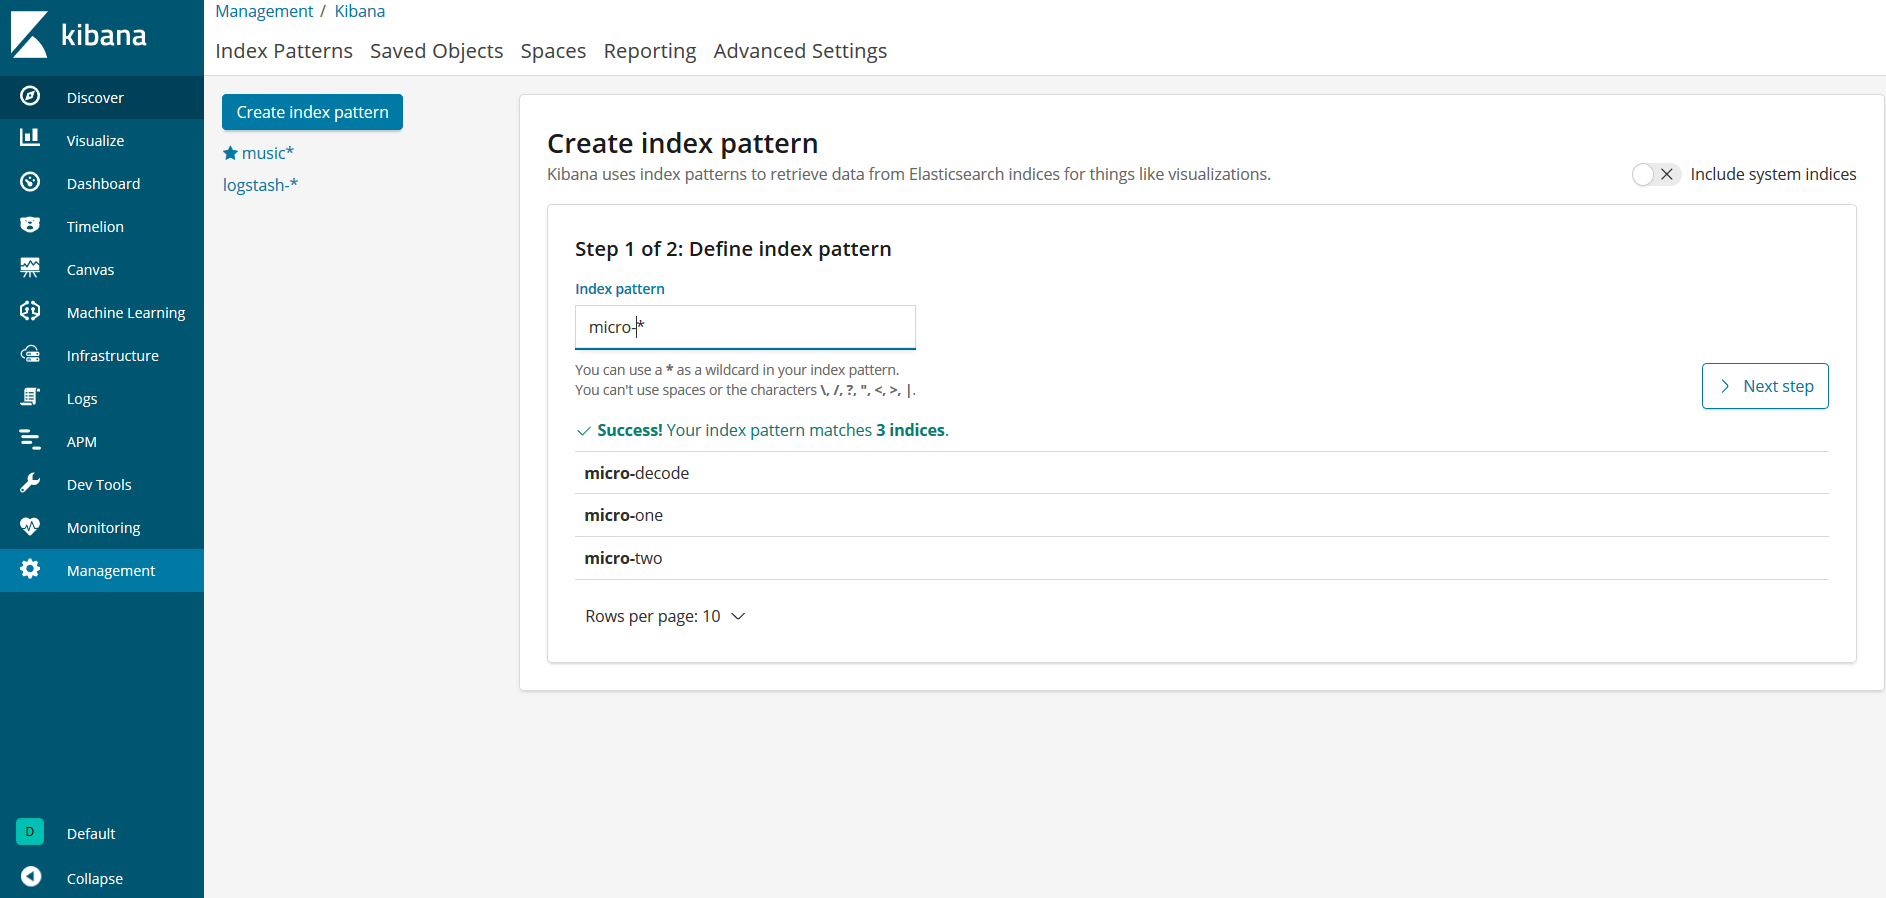 kibana
Discover
Visualize
Dashboard
Timelion
Canvas
Machine Learning
Infrastructure
Logs
APM
Dev Tools
Monitoring
Management
D Default
Collapse
Management / Kibana
Index Patterns Saved Objects Spaces Reporting Advanced Settings
Create index pattern
music*
logstash-*
Create index pattern
Kibana uses index patterns to retrieve data from Elasticsearch indices for things like visualizations.
Include system indices
Step 1 of 2: Define index pattern
Index pattern
micro-*
You can use a * as a wildcard in your index pattern.
You can't use spaces or the characters \, /, ?, ", <, >, |.
Next step
Success! Your index pattern matches 3 indices.
micro-decode
micro-one
micro-two
Rows per page: 10